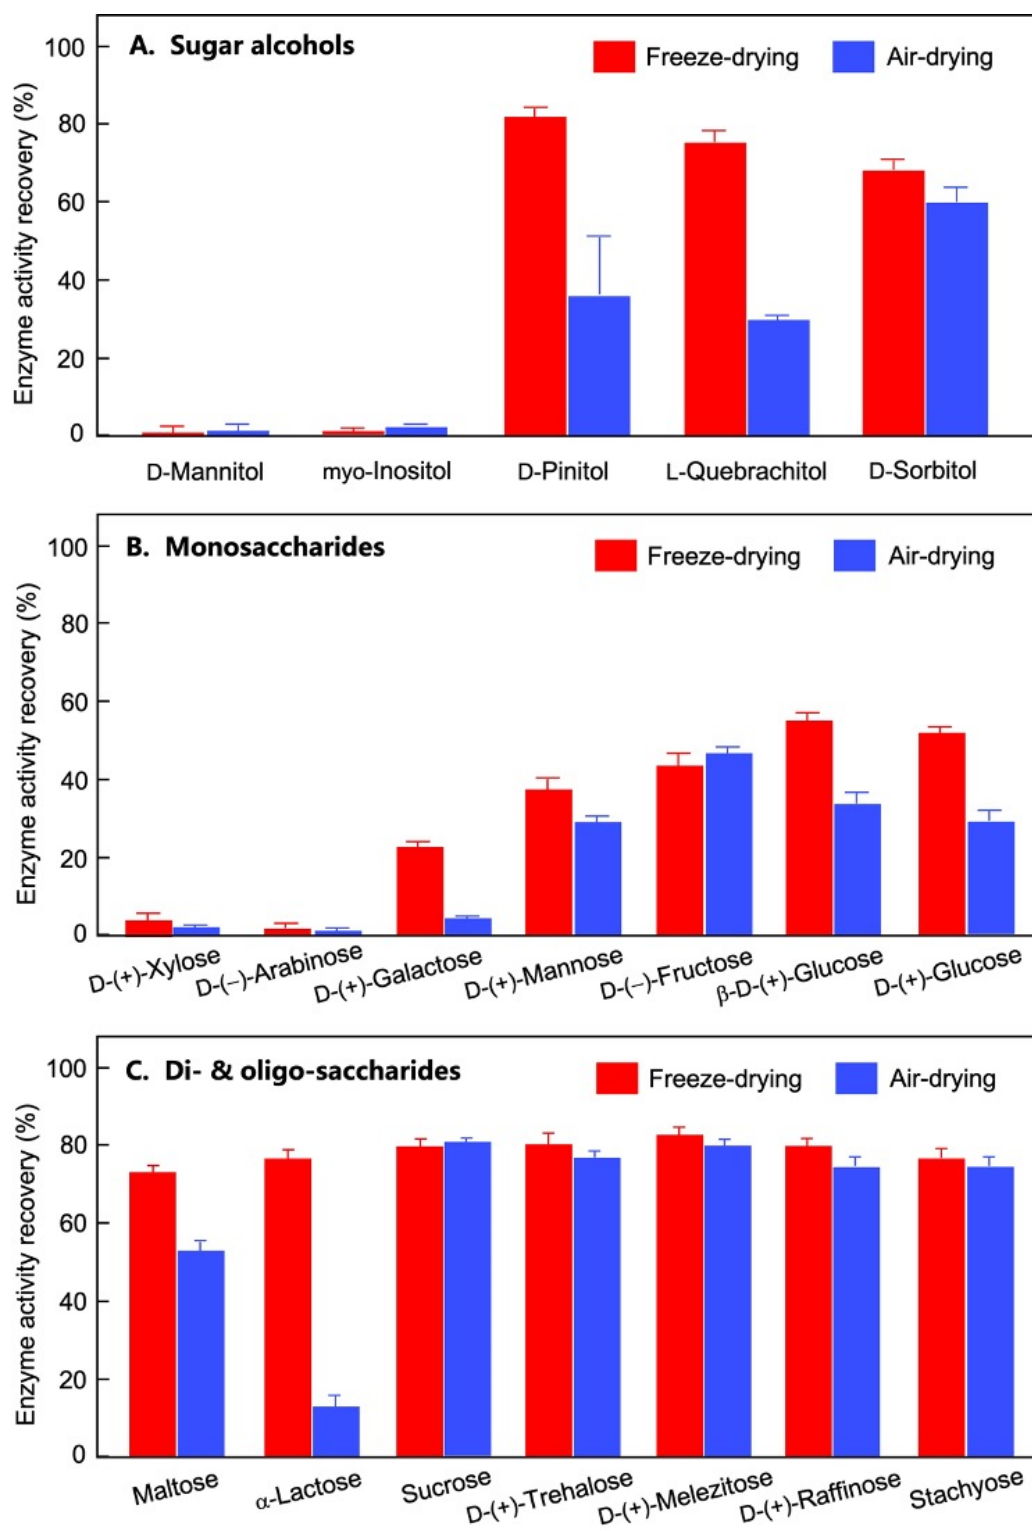 A. Sugar alcohols
Freeze-drying Air-drying
Enzyme activity recovery (%)
100
80
60
40
20
0
D-Mannitol myo-Inositol D-Pinitol L-Quebrachitol D-Sorbitol
B. Monosaccharides
Freeze-drying Air-drying
Enzyme activity recovery (%)
100
80
60
40
20
0
D-(+)-Xylose D-(−)-Arabinose D-(+)-Galactose D-(+)-Mannose D-(−)-Fructose β-D-(+)-Glucose D-(+)-Glucose
C. Di- & oligo-saccharides
Freeze-drying Air-drying
Enzyme activity recovery (%)
100
80
60
40
20
0
Maltose α-Lactose Sucrose D-(+)-Trehalose D-(+)-Melezitose D-(+)-Raffinose Stachyose